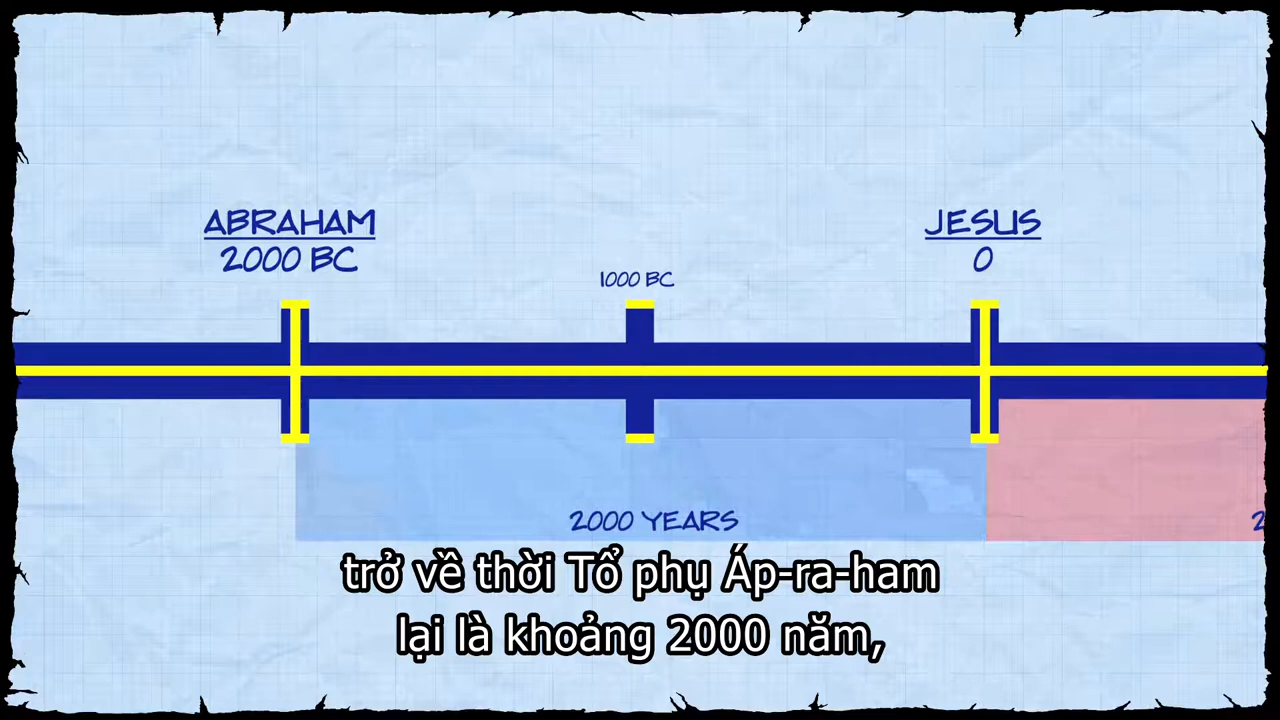 ABRAHAM
2000 BC
1000 BC
JESUS
0
2000 YEARS
2
trở về thời Tổ phụ Áp-ra-ham
lại là khoảng 2000 năm,